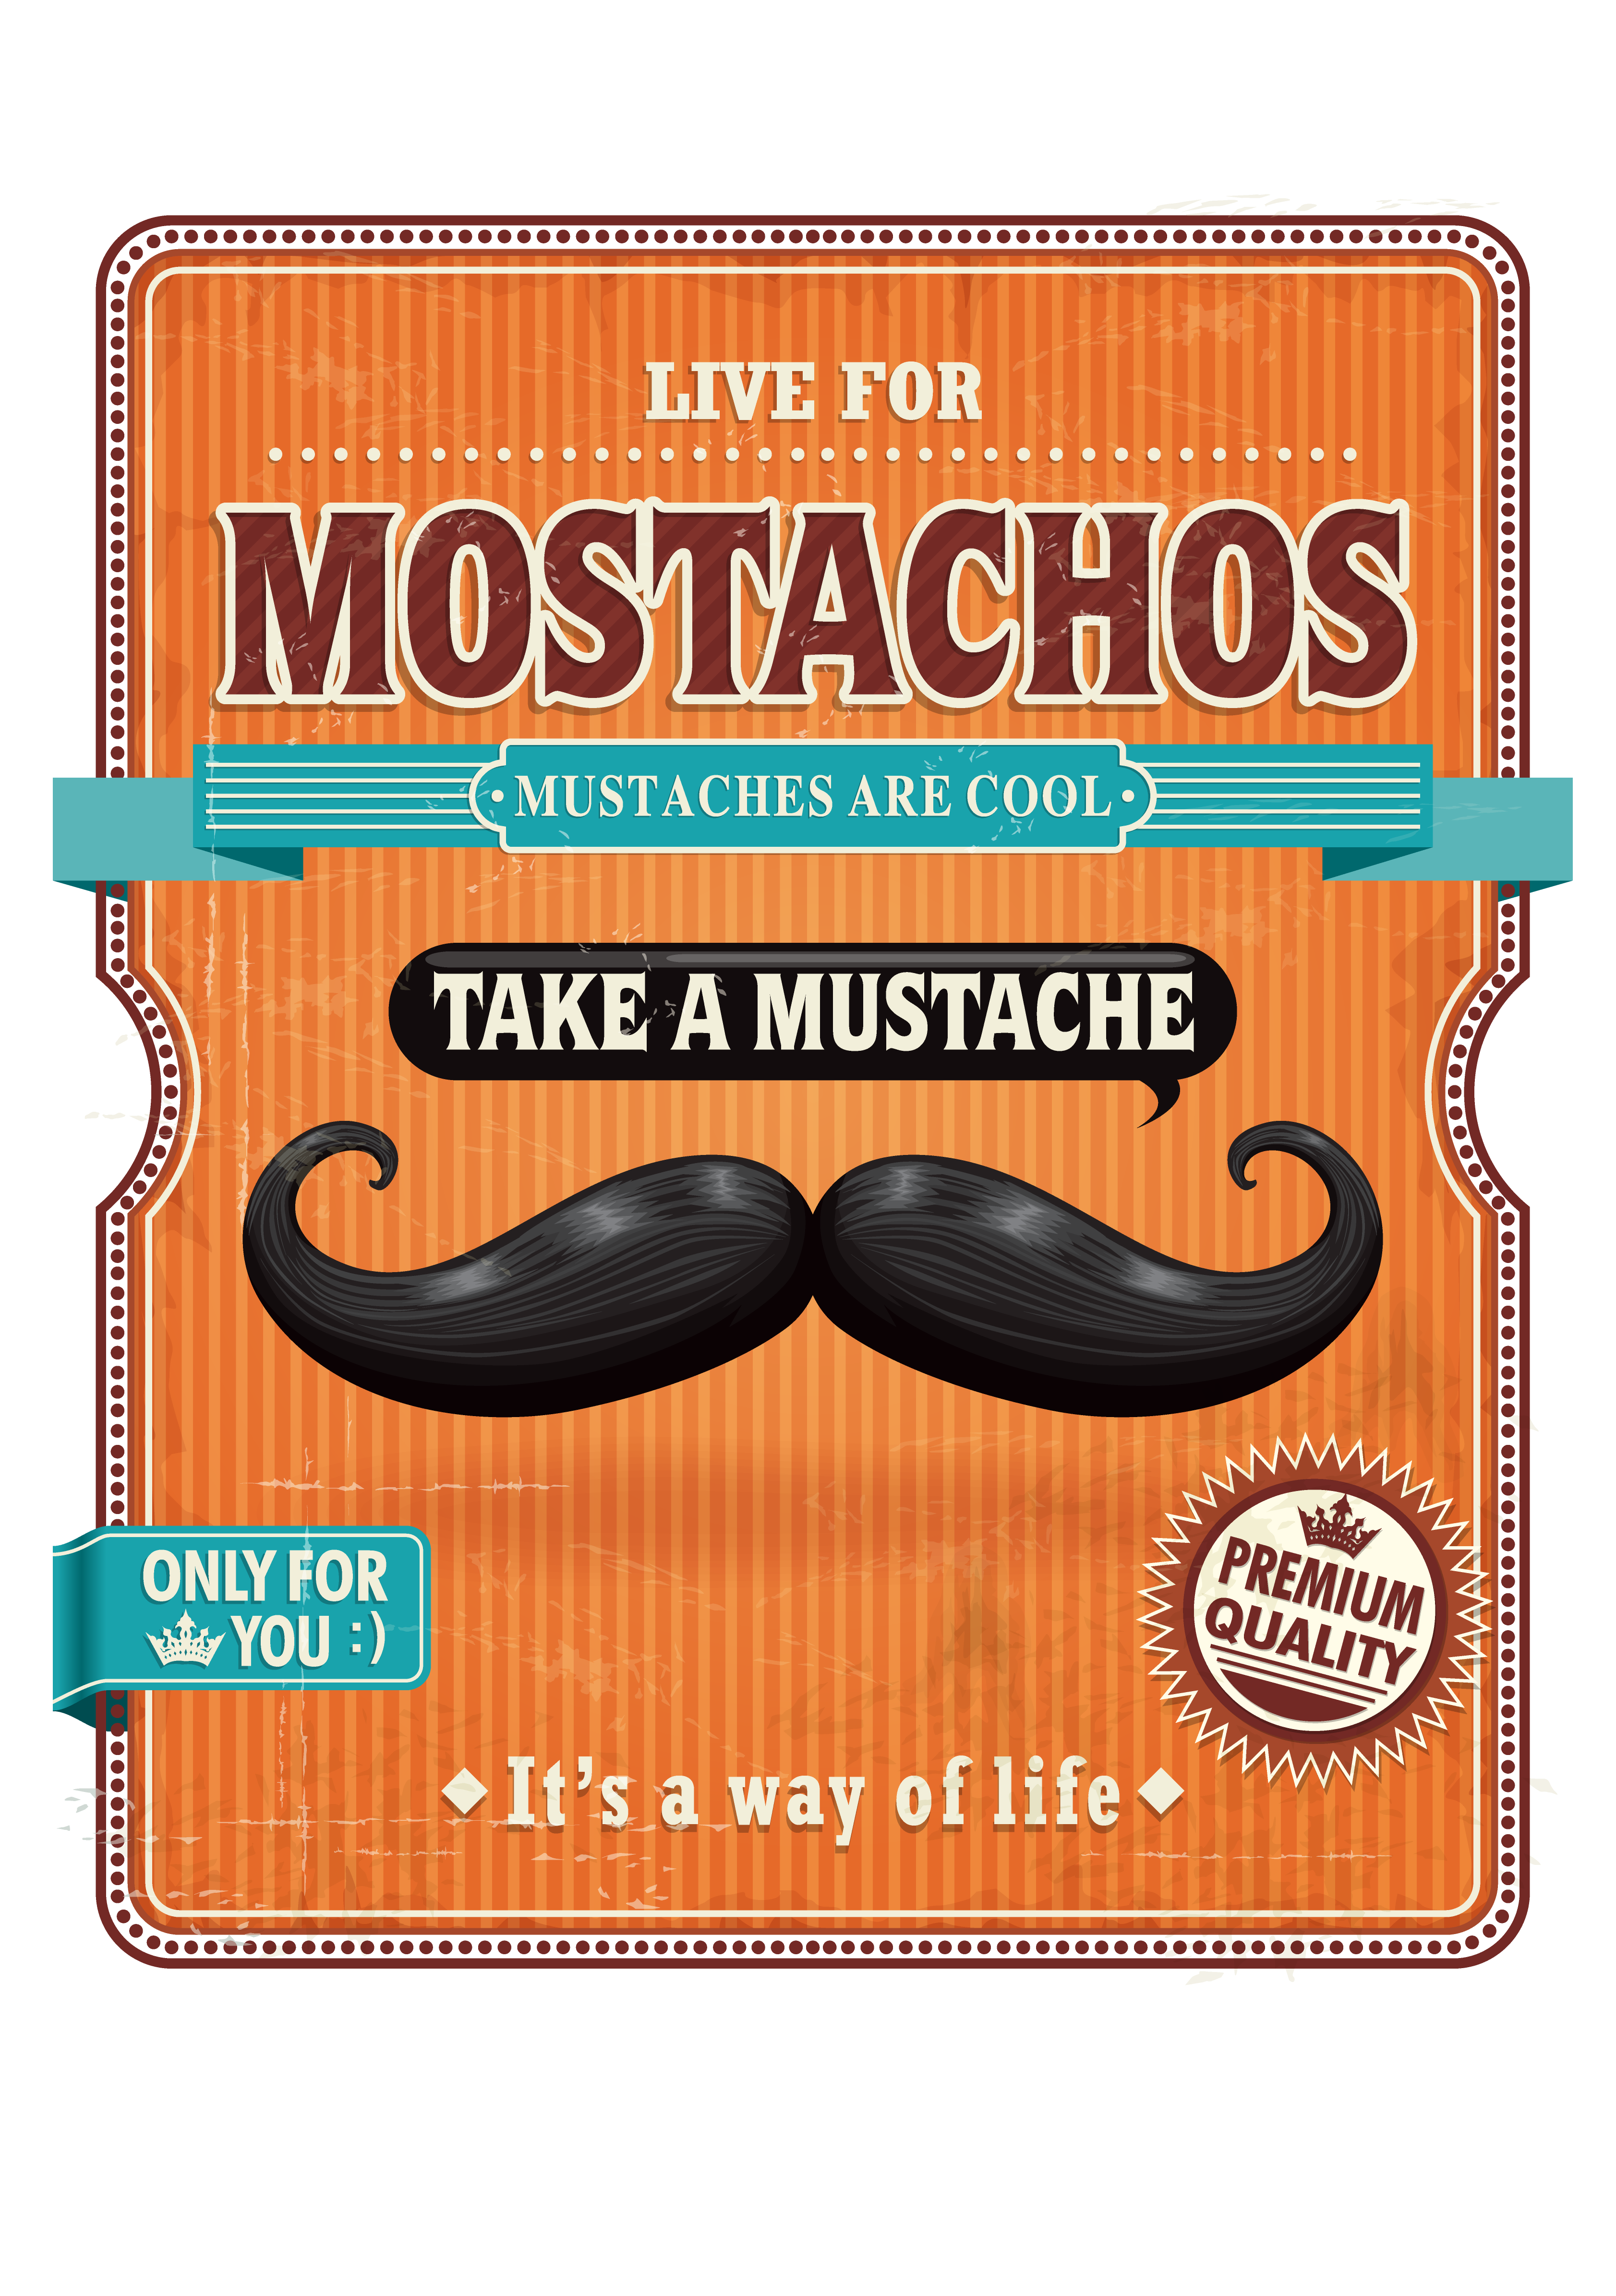 LIVE FOR
MOSTACHOS
MUSTACHES ARE COOL
TAKE A MUSTACHE
ONLY FOR
YOU :)
PREMIUM
QUALITY
It's a way of life